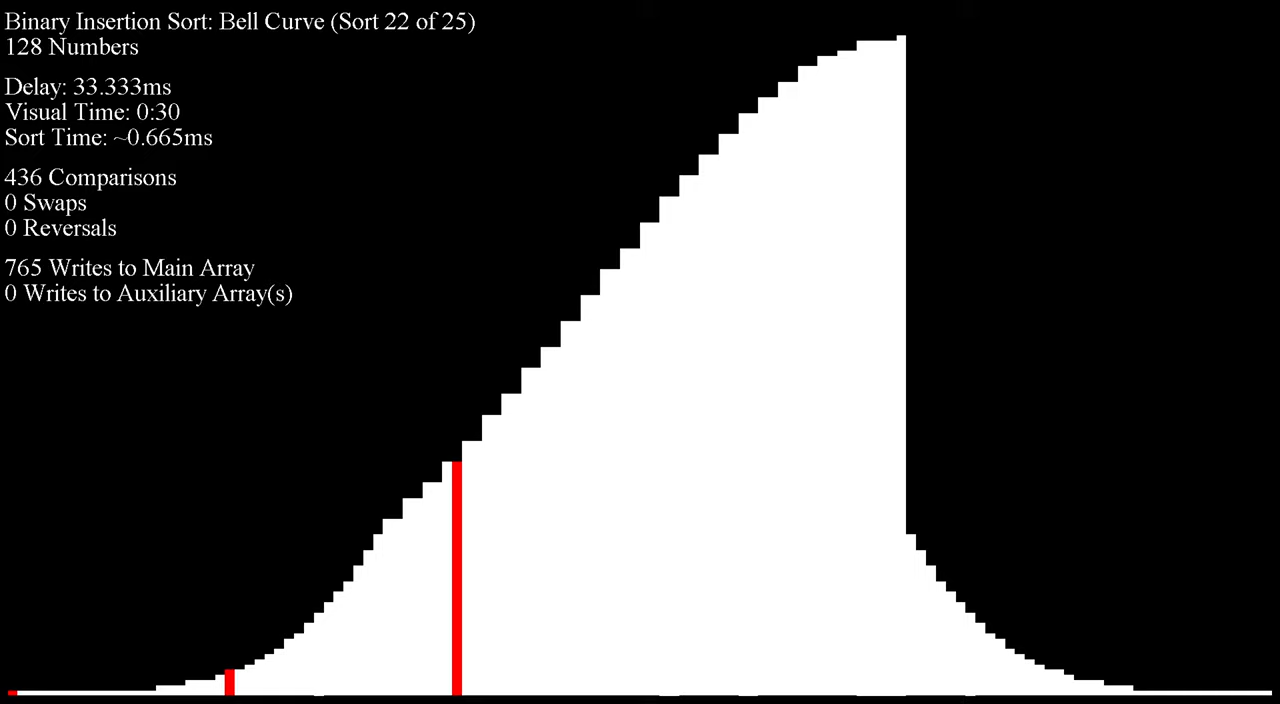 Binary Insertion Sort: Bell Curve (Sort 22 of 25)
128 Numbers
Delay: 33.333ms
Visual Time: 0:30
Sort Time: ~0.665ms
436 Comparisons
0 Swaps
0 Reversals
765 Writes to Main Array
0 Writes to Auxiliary Array(s)